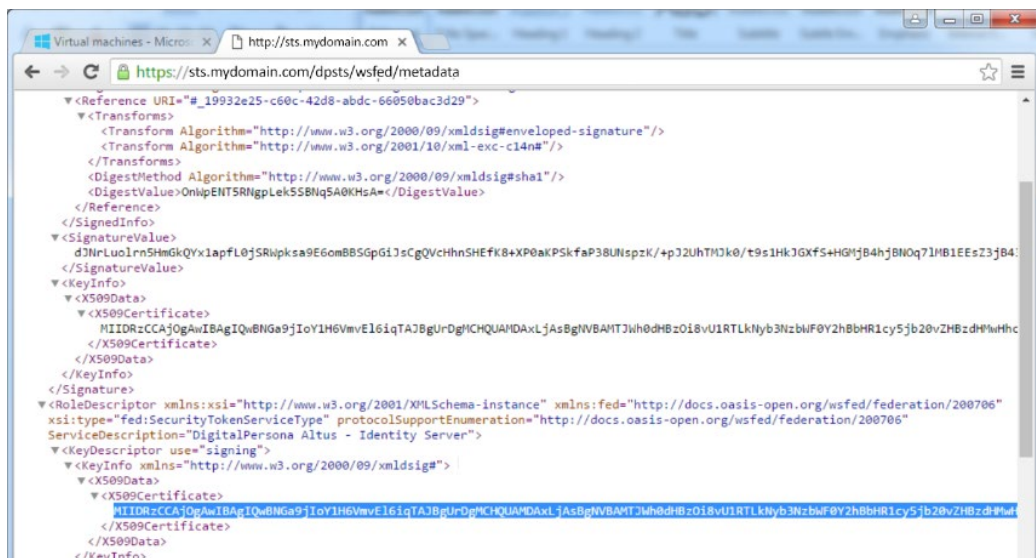 Virtual machines - Micros
http://sts.mydomain.com
https://sts.mydomain.com/dpsts/wsfed/metadata
▼<Reference URI="#_19932e25-c60c-42d8-abdc-66050bac3d29">
▼<Transforms>
<Transform Algorithm="http://www.w3.org/2000/09/xmldsig#enveloped-signature"/>
<Transform Algorithm="http://www.w3.org/2001/10/xml-exc-c14n#"/>
</Transforms>
<DigestMethod Algorithm="http://www.w3.org/2000/09/xmldsig#sha1"/>
<DigestValue>OnWpENT5RNgpLek5SBNq5A0KHsA=</DigestValue>
</Reference>
</SignedInfo>
▼<SignatureValue>
dJNrLuolrn5HmGkQYx1apfL0jSRWpksa9E6omBBSGpGiJsCgQVcHhnSHEfK8+XP0aKPSkfaP38UNspzK/+pJ2UhTMJk0/t9s1HkJGXfS+HGMjB4hjBNOq7lMB1EEsZ3jB4
</SignatureValue>
▼<KeyInfo>
▼<X509Data>
▼<X509Certificate>
MIIDRzCCAjOgAwIBAgIQwBNGa9jIoY1H6VmvEl6iqTAJBgUrDgMCHQUAMDAxLjAsBgNVBAMTJWh0dHBzOi8vU1RTLkNyb3NzbWF0Y2hBbHR1cy5jb20vZHBzdHMwHhc
</X509Certificate>
</X509Data>
</KeyInfo>
</Signature>
▼<RoleDescriptor xmlns:xsi="http://www.w3.org/2001/XMLSchema-instance" xmlns:fed="http://docs.oasis-open.org/wsfed/federation/200706"
xsi:type="fed:SecurityTokenServiceType" protocolSupportEnumeration="http://docs.oasis-open.org/wsfed/federation/200706"
ServiceDescription="DigitalPersona Altus - Identity Server">
▼<KeyDescriptor use="signing">
▼<KeyInfo xmlns="http://www.w3.org/2000/09/xmldsig#">
▼<X509Data>
▼<X509Certificate>
MIIDRzCCAjOgAwIBAgIQwBNGa9jIoY1H6VmvEl6iqTAJBgUrDgMCHQUAMDAxLjAsBgNVBAMTJWh0dHBzOi8vU1RTLkNyb3NzbWF0Y2hBbHR1cy5jb20vZHBzdHMwH
</X509Certificate>
</X509Data>
</KeyInfo>